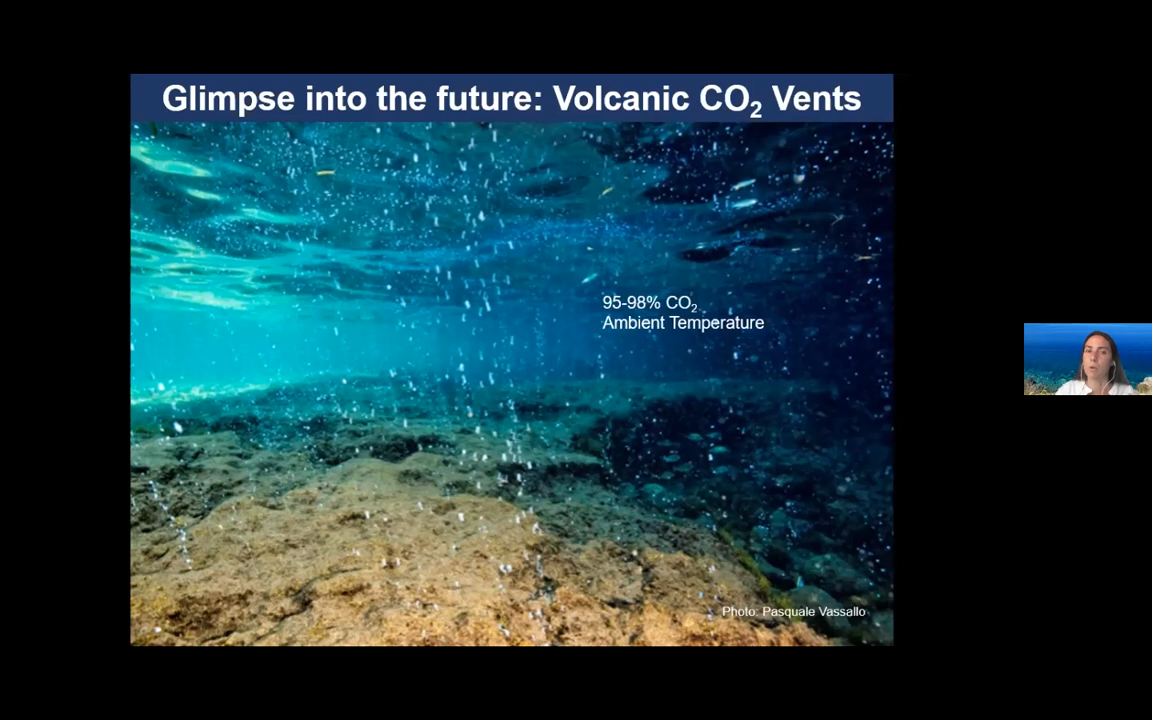 Glimpse into the future: Volcanic CO₂ Vents
95-98% CO₂
Ambient Temperature
Photo: Pasquale Vassallo